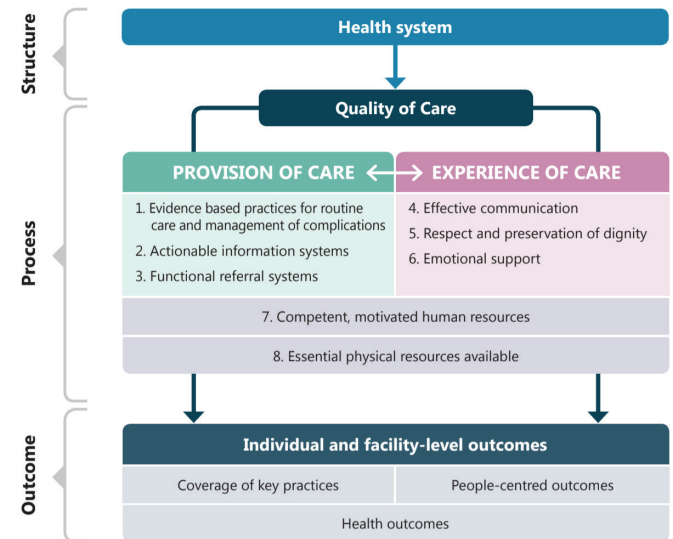 Structure
Health system
Process
Quality of Care
PROVISION OF CARE
EXPERIENCE OF CARE
1. Evidence based practices for routine
care and management of complications
2. Actionable information systems
3. Functional referral systems
4. Effective communication
5. Respect and preservation of dignity
6. Emotional support
7. Competent, motivated human resources
8. Essential physical resources available
Outcome
Individual and facility-level outcomes
Coverage of key practices
People-centred outcomes
Health outcomes